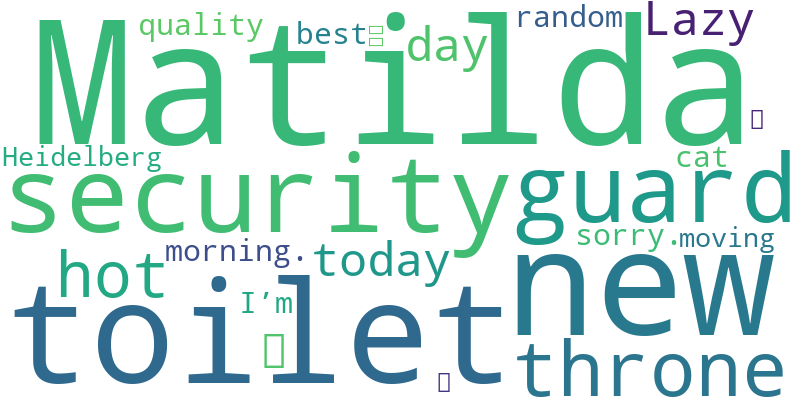 quality best day random Lazy
Matilda
Heidelberg cat
security guard
sorry. moving
morning. today
hot new
I’m
toilet throne